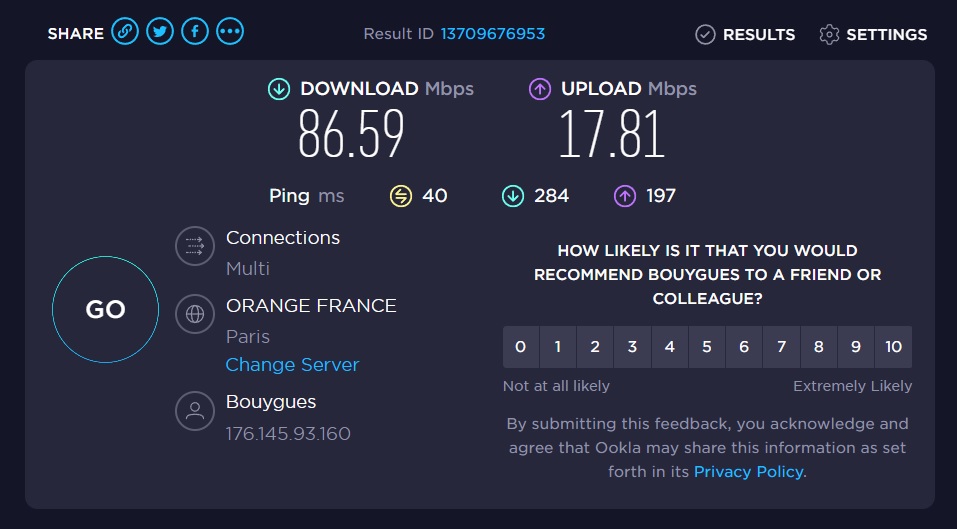 SHARE
Result ID 13709676953
RESULTS
SETTINGS
DOWNLOAD Mbps
86.59
UPLOAD Mbps
17.81
Ping ms 40 284 197
Connections
Multi
GO
ORANGE FRANCE
Paris
Change Server
Bouygues
176.145.93.160
HOW LIKELY IS IT THAT YOU WOULD
RECOMMEND BOUYGUES TO A FRIEND OR
COLLEAGUE?
0 1 2 3 4 5 6 7 8 9 10
Not at all likely
Extremely Likely
By submitting this feedback, you acknowledge and
agree that Ookla may share this information as set
forth in its Privacy Policy.